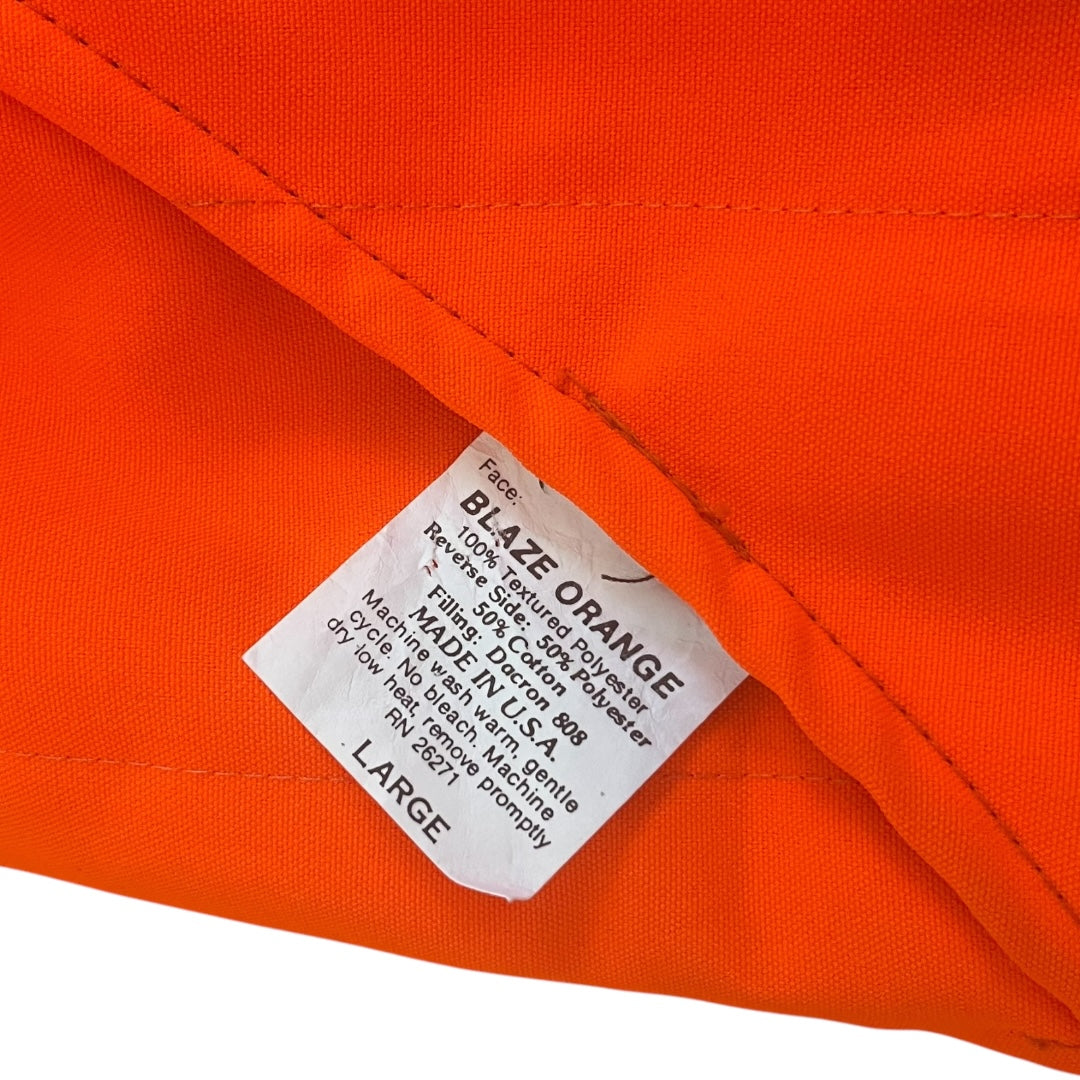 Face:
BLAZE ORANGE
100% Textured Polyester
Reverse Side: 50% Polyester
50% Cotton
Filling: Dacron 808
MADE IN U.S.A.
Machine wash warm, gentle
cycle. No bleach. Machine
dry low heat, remove promptly
RN 26271
LARGE